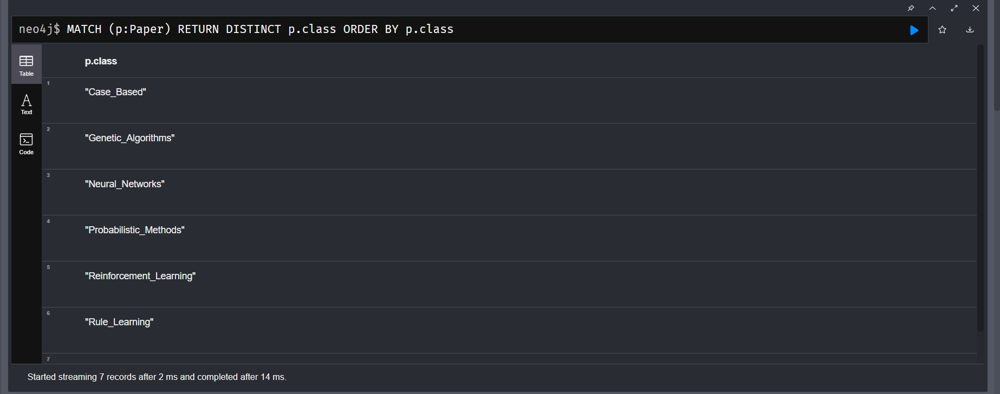 neo4j$ MATCH (p:Paper) RETURN DISTINCT p.class ORDER BY p.class
Table
Text
Code
p.class
1
"Case_Based"
2
"Genetic_Algorithms"
3
"Neural_Networks"
4
"Probabilistic_Methods"
5
"Reinforcement_Learning"
6
"Rule_Learning"
7
Started streaming 7 records after 2 ms and completed after 14 ms.